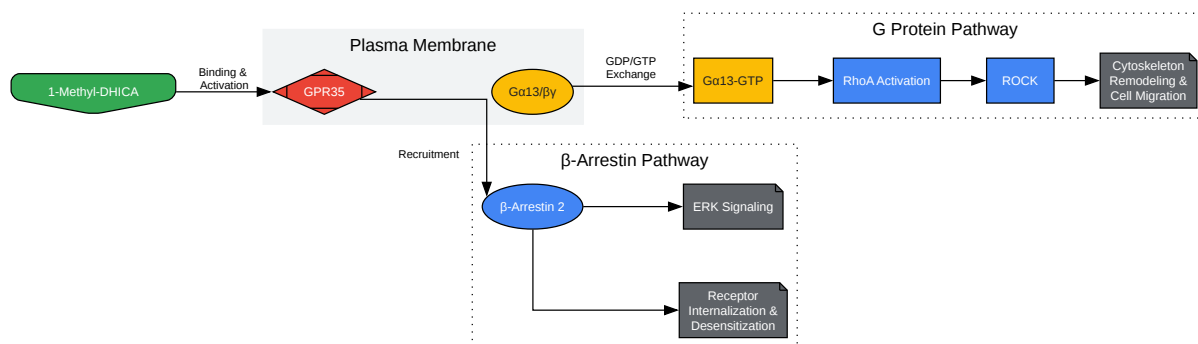 G Protein Pathway
Plasma Membrane
1-Methyl-DHICA
Binding &
Activation
GPR35
Gα13/βγ
GDP/GTP
Exchange
Gα13-GTP
RhoA Activation
ROCK
Cytoskeleton
Remodeling &
Cell Migration
Recruitment
β-Arrestin Pathway
β-Arrestin 2
ERK Signaling
Receptor
Internalization &
Desensitization